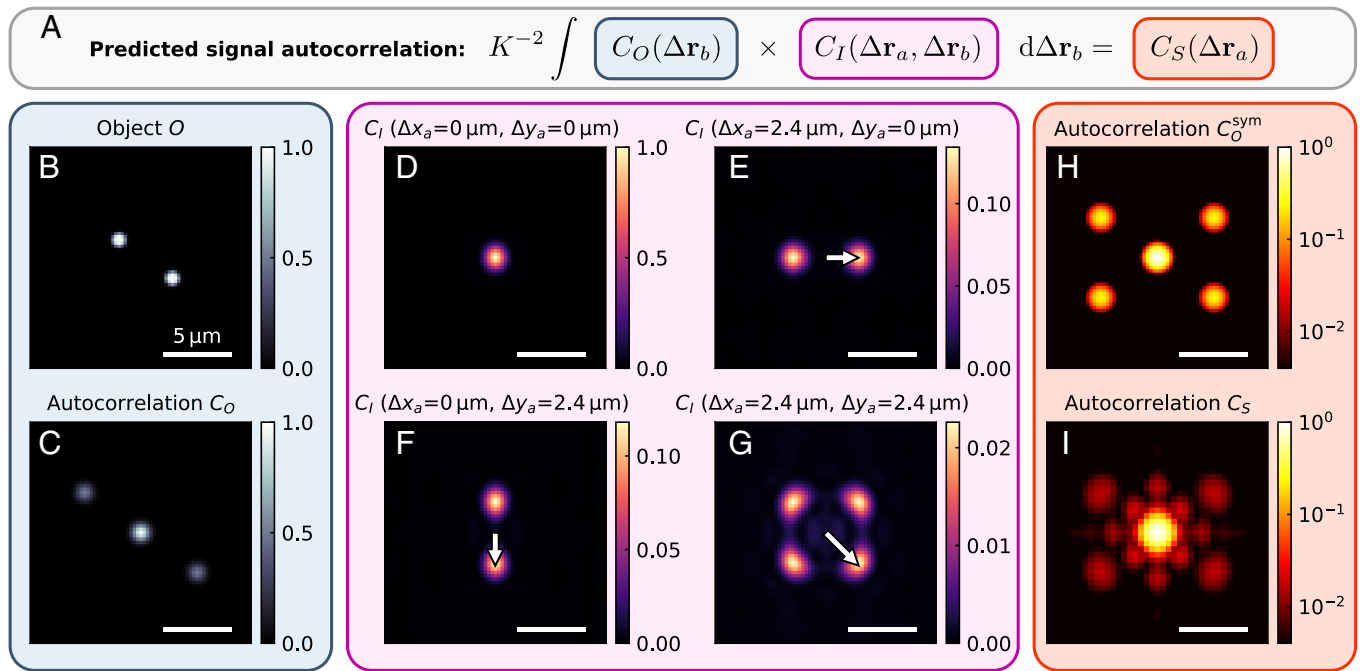 A
Predicted signal autocorrelation: K⁻² ∫ C_O(Δr_b) × C_I(Δr_a, Δr_b) dΔr_b = C_S(Δr_a)
Object O
B
1.0
0.5
0.0
5 μm
Autocorrelation C_O
C
1.0
0.5
0.0
C_I (Δx_a=0 μm, Δy_a=0 μm)
D
1.0
0.5
0.0
C_I (Δx_a=2.4 μm, Δy_a=0 μm)
E
0.10
0.05
0.00
C_I (Δx_a=0 μm, Δy_a=2.4 μm)
F
0.10
0.05
0.00
C_I (Δx_a=2.4 μm, Δy_a=2.4 μm)
G
0.02
0.01
0.00
Autocorrelation C_O^sym
H
10⁰
10⁻¹
10⁻²
Autocorrelation C_S
I
10⁰
10⁻¹
10⁻²